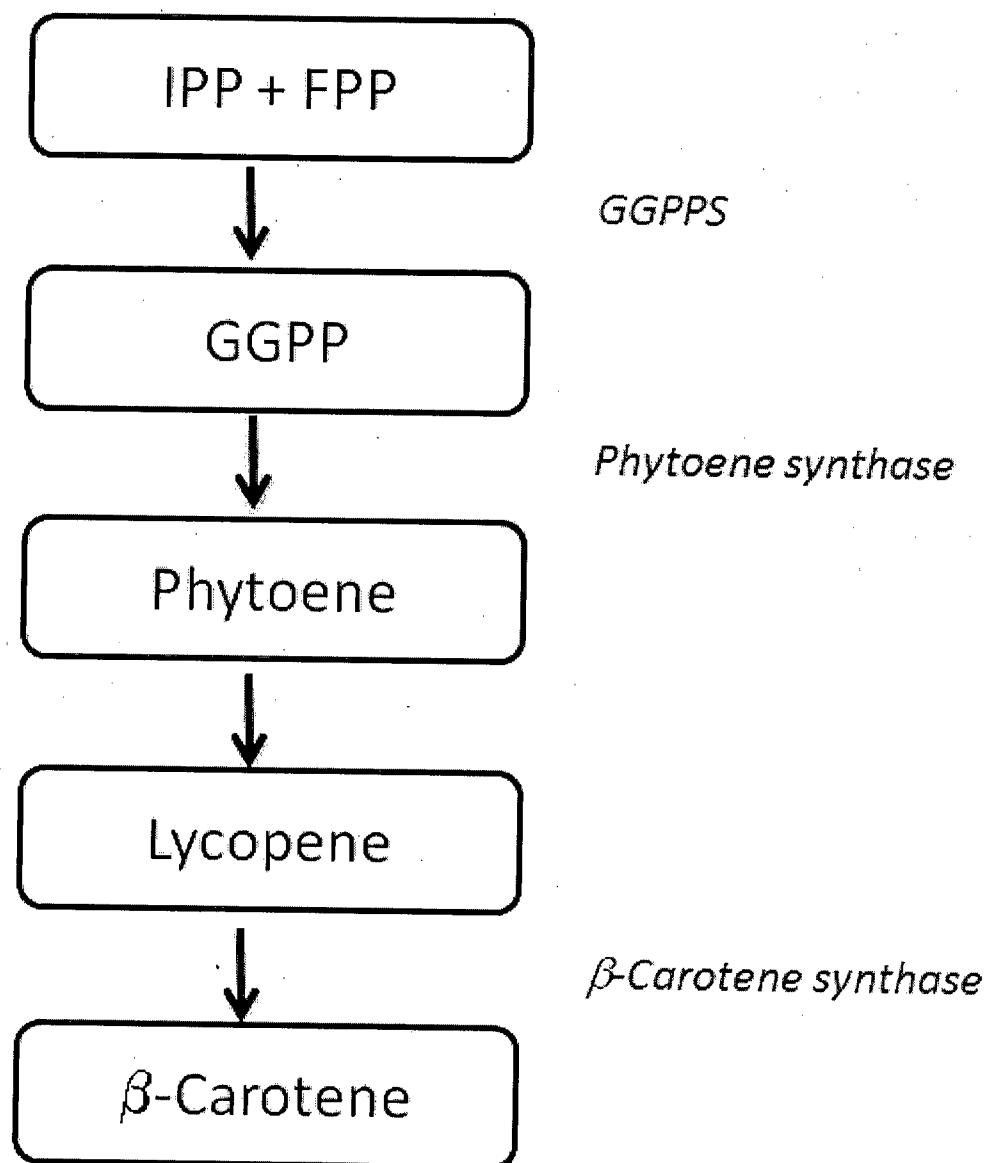 IPP + FPP
GGPPS
GGPP
Phytoene synthase
Phytoene
Lycopene
β-Carotene synthase
β-Carotene